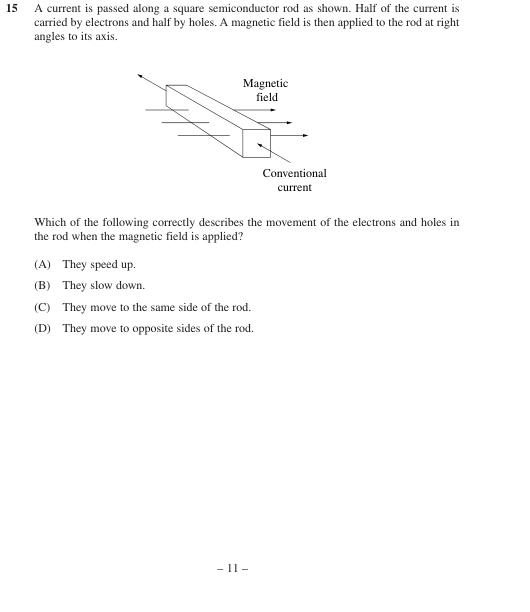 15 A current is passed along a square semiconductor rod as shown. Half of the current is
carried by electrons and half by holes. A magnetic field is then applied to the rod at right
angles to its axis.
Magnetic
field
Conventional
current
Which of the following correctly describes the movement of the electrons and holes in
the rod when the magnetic field is applied?
(A) They speed up.
(B) They slow down.
(C) They move to the same side of the rod.
(D) They move to opposite sides of the rod.
– 11 –